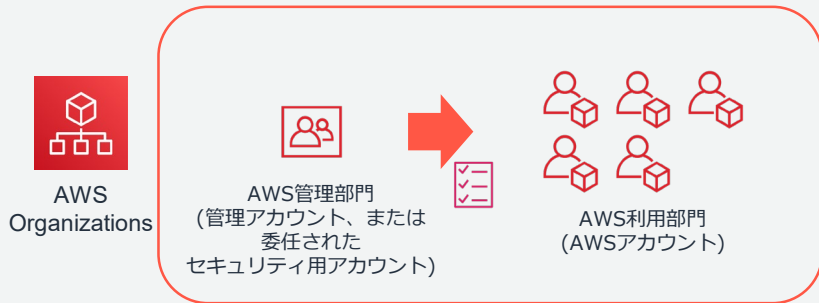 AWS
Organizations
AWS管理部門
(管理アカウント、または
委任された
セキュリティ用アカウント)
AWS利用部門
(AWSアカウント)